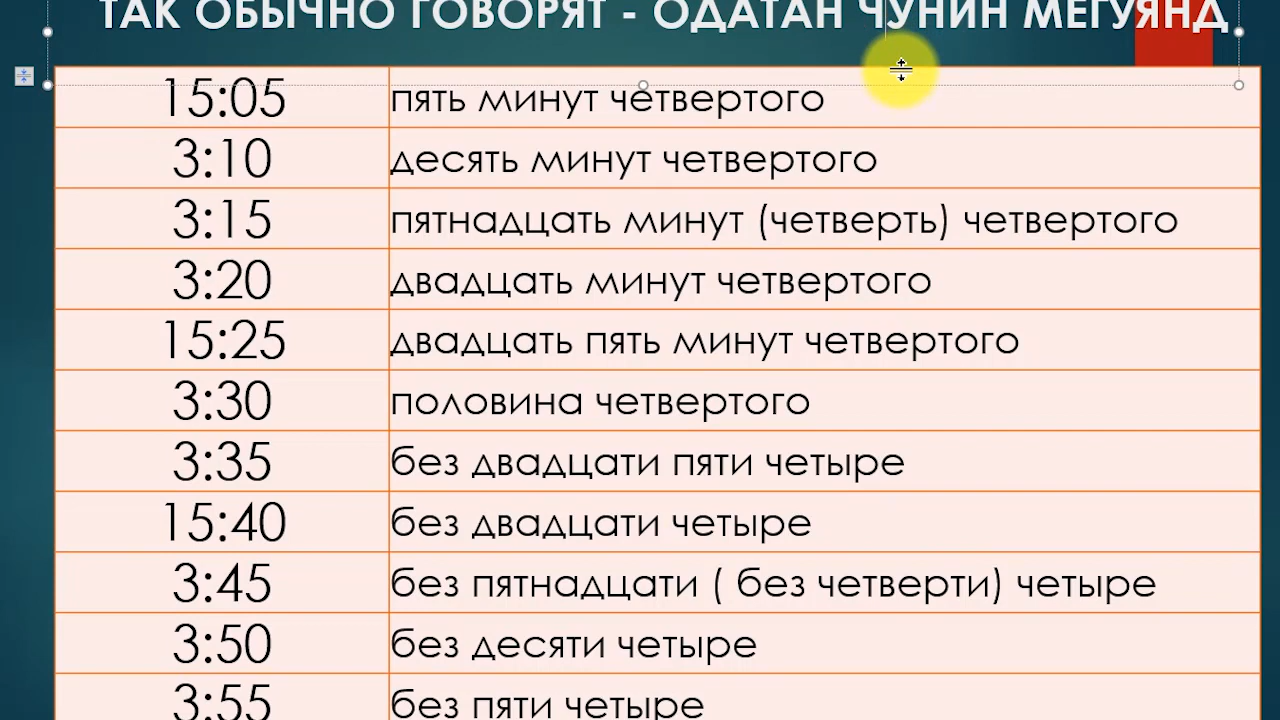 ТАК ОБЫЧНО ГОВОРЯТ - ОДАТАН ЧУНИН МЕГУЯНД
15:05 пять минут четвертого
3:10 десять минут четвертого
3:15 пятнадцать минут (четверть) четвертого
3:20 двадцать минут четвертого
15:25 двадцать пять минут четвертого
3:30 половина четвертого
3:35 без двадцати пяти четыре
15:40 без двадцати четыре
3:45 без пятнадцати ( без четверти) четыре
3:50 без десяти четыре
3:55 без пяти четыре